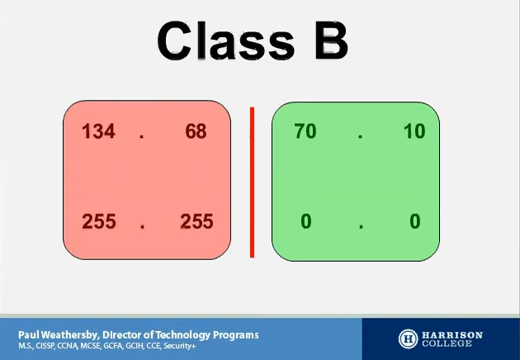 Class B
134 . 68 70 . 10
255 . 255 0 . 0
Paul Weathersby, Director of Technology Programs
M.S., CISSP, CCNA, MCSE, GCFA, GCIH, CCE, Security+
H HARRISON
COLLEGE